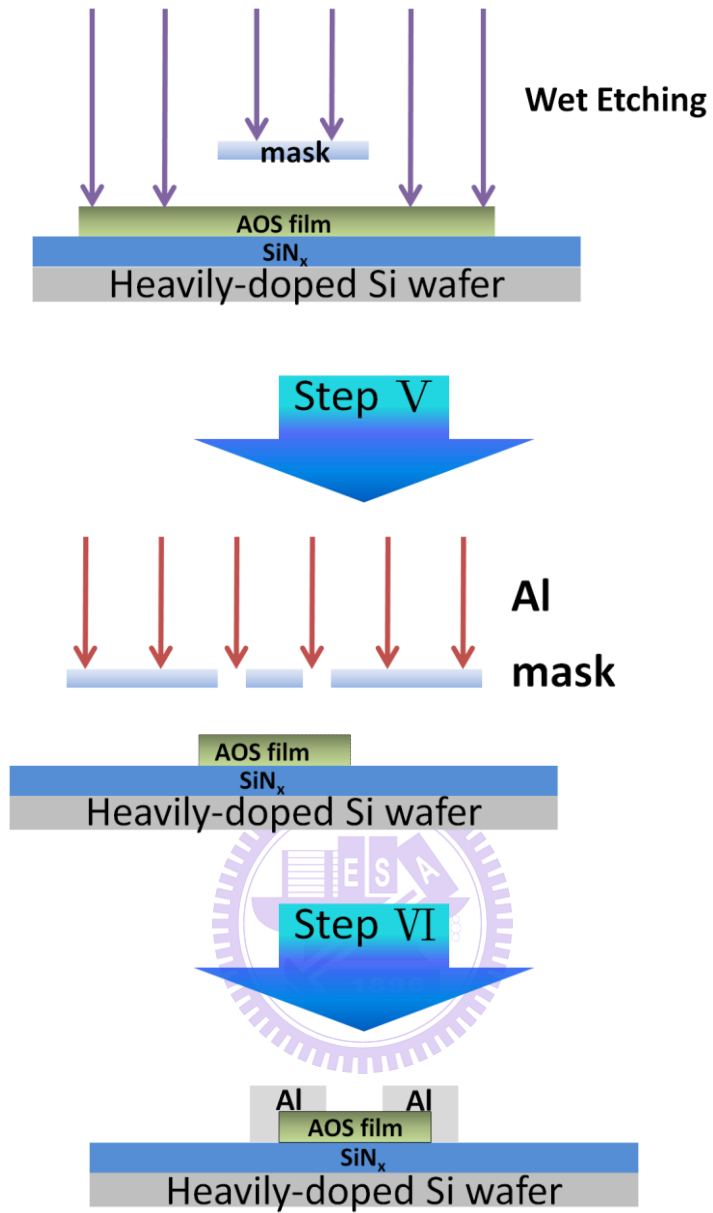 Wet Etching
mask
AOS film
SiNx
Heavily-doped Si wafer
Step Ⅴ
Al
mask
AOS film
SiNx
Heavily-doped Si wafer
E S A
Step Ⅵ
1896
Al Al
AOS film
SiNx
Heavily-doped Si wafer